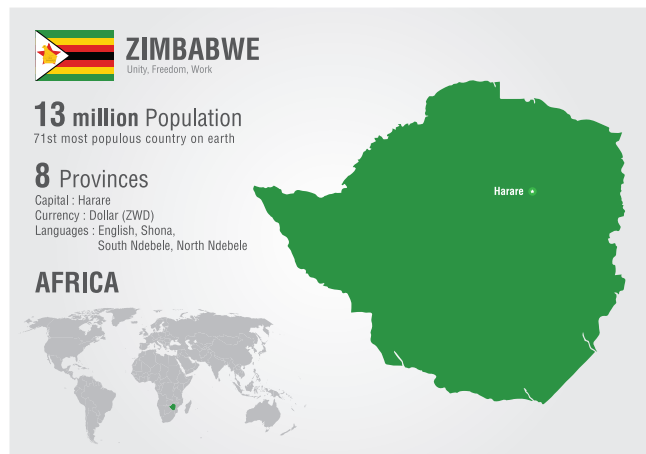 ZIMBABWE
Unity, Freedom, Work
13 million Population
71st most populous country on earth
8 Provinces
Capital : Harare
Currency : Dollar (ZWD)
Languages : English, Shona,
South Ndebele, North Ndebele
AFRICA
Harare